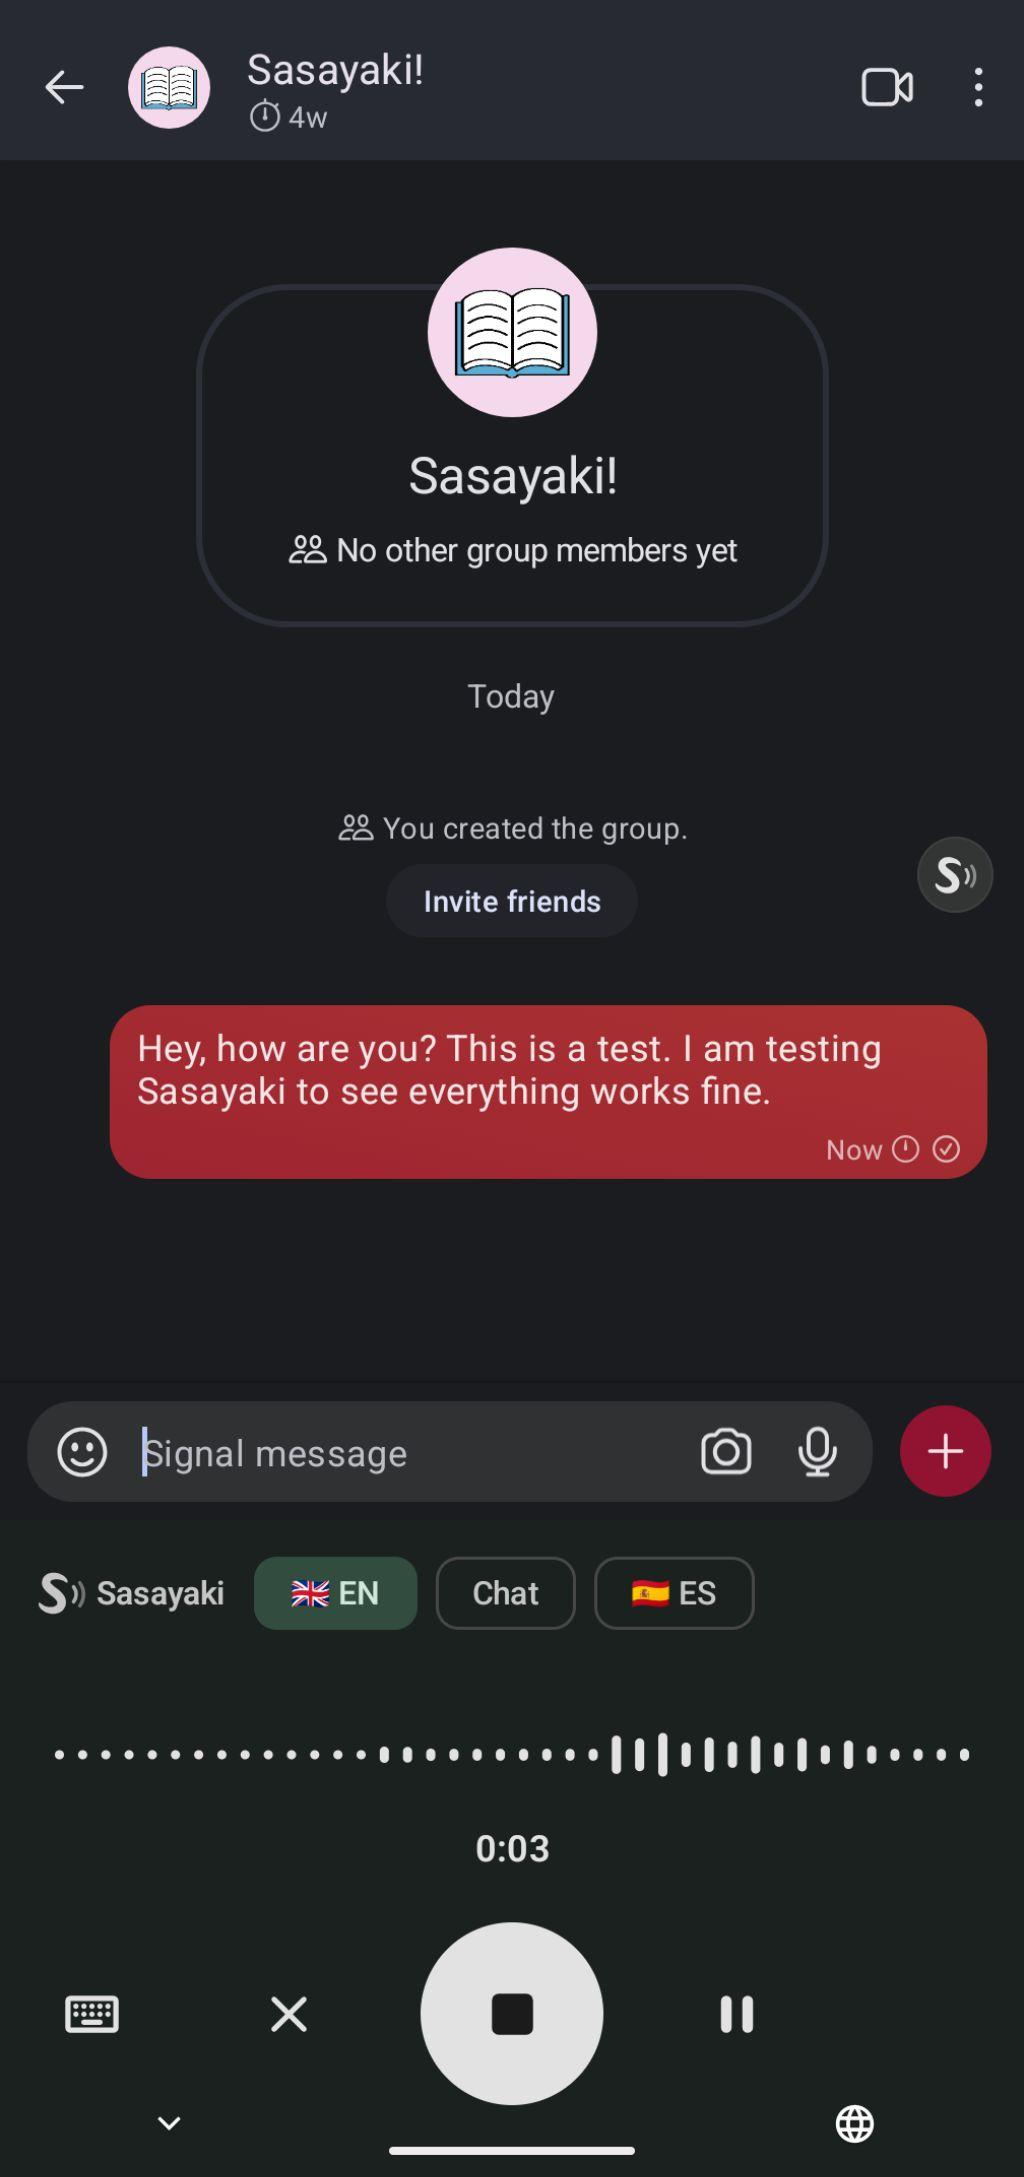 Sasayaki!
4w
Sasayaki!
No other group members yet
Today
You created the group.
Invite friends
S
Hey, how are you? This is a test. I am testing
Sasayaki to see everything works fine.
Now
Signal message
S Sasayaki
EN
Chat
ES
0:03